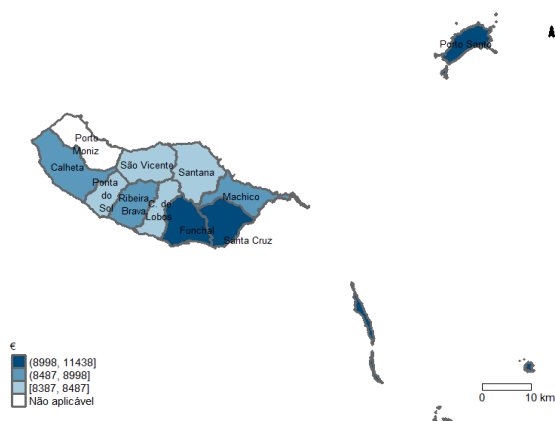 Porto Santo
Porto
Moniz
São Vicente
Calheta
Santana
Ponta
do
Sol
Ribeira
Brava
C. de
Lobos
Machico
Funchal
Santa Cruz
€
(8998, 11438]
(8487, 8998]
[8387, 8487]
Não aplicável
0 10 km